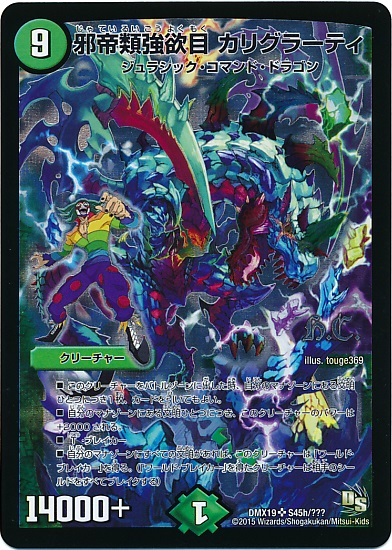 9
じゃているいごうよくもく
邪帝類強欲目 カリグラーティ
ジュラシック・コマンド・ドラゴン
HC
illus. touge369
クリーチャー
■このクリーチャーをバトルゾーンに出した時、自分のマナゾーンにある文明
ひとつにつき1枚、カードを引いてもよい。
■自分のマナゾーンにある文明ひとつにつき、このクリーチャーのパワーは
+2000される。
■T・ブレイカー
■自分のマナゾーンにすべての文明があれば、このクリーチャーは「ワールド・
ブレイカー」を得る。(「ワールド・ブレイカー」を得たクリーチャーは相手のシー
ルドをすべてブレイクする)
14000+
1
DMX19 S45h/???
©2015 Wizards/Shogakukan/Mitsui-Kids
DS